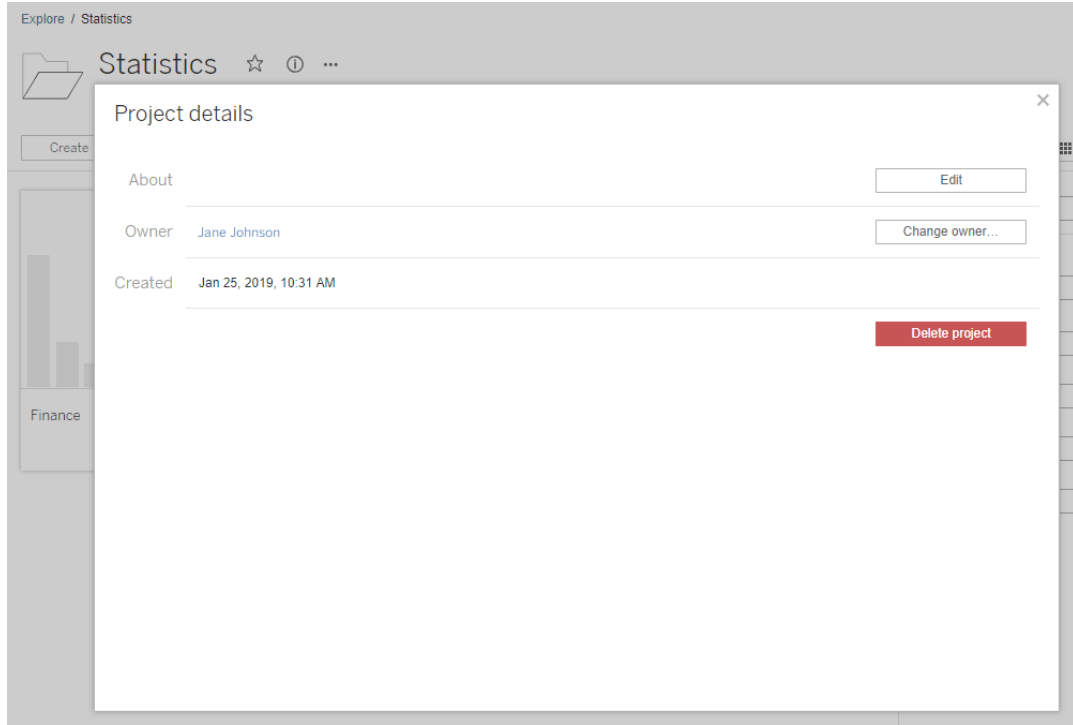 Explore / Statistics
Statistics
Project details
Create
About
Edit
Owner
Jane Johnson
Change owner...
Created
Jan 25, 2019, 10:31 AM
Delete project
Finance